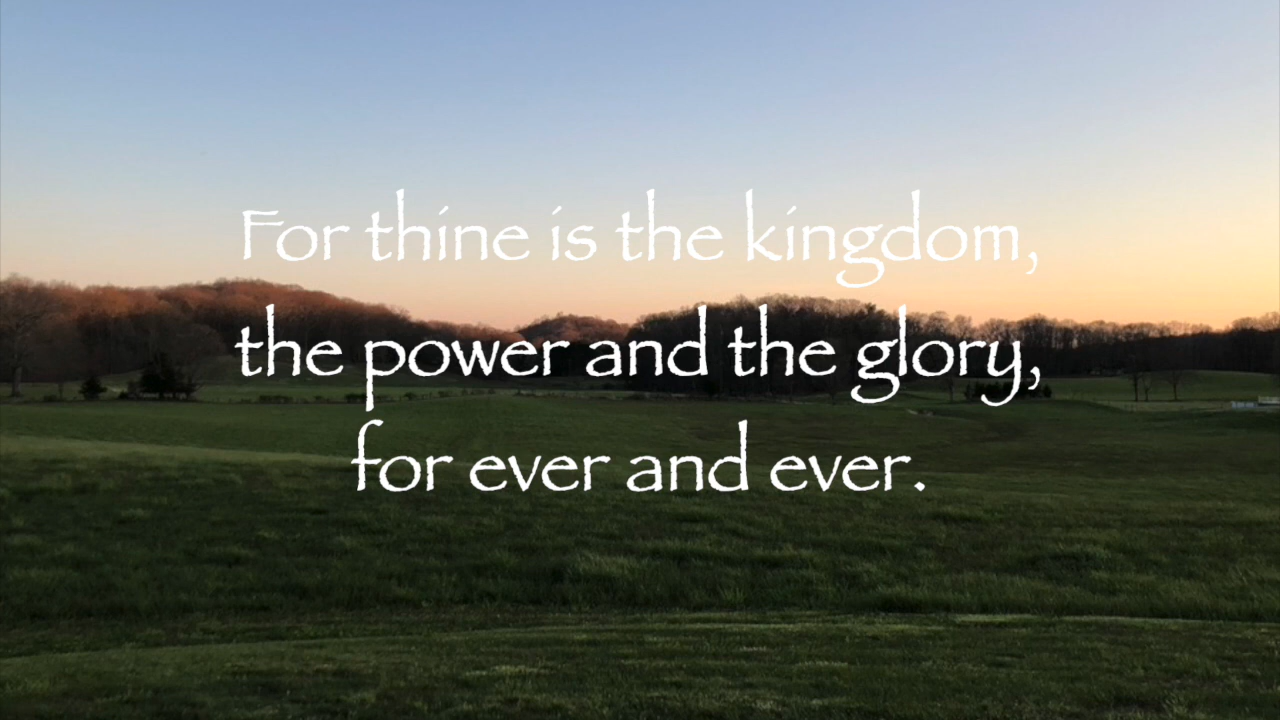 For thine is the kingdom,
the power and the glory,
for ever and ever.